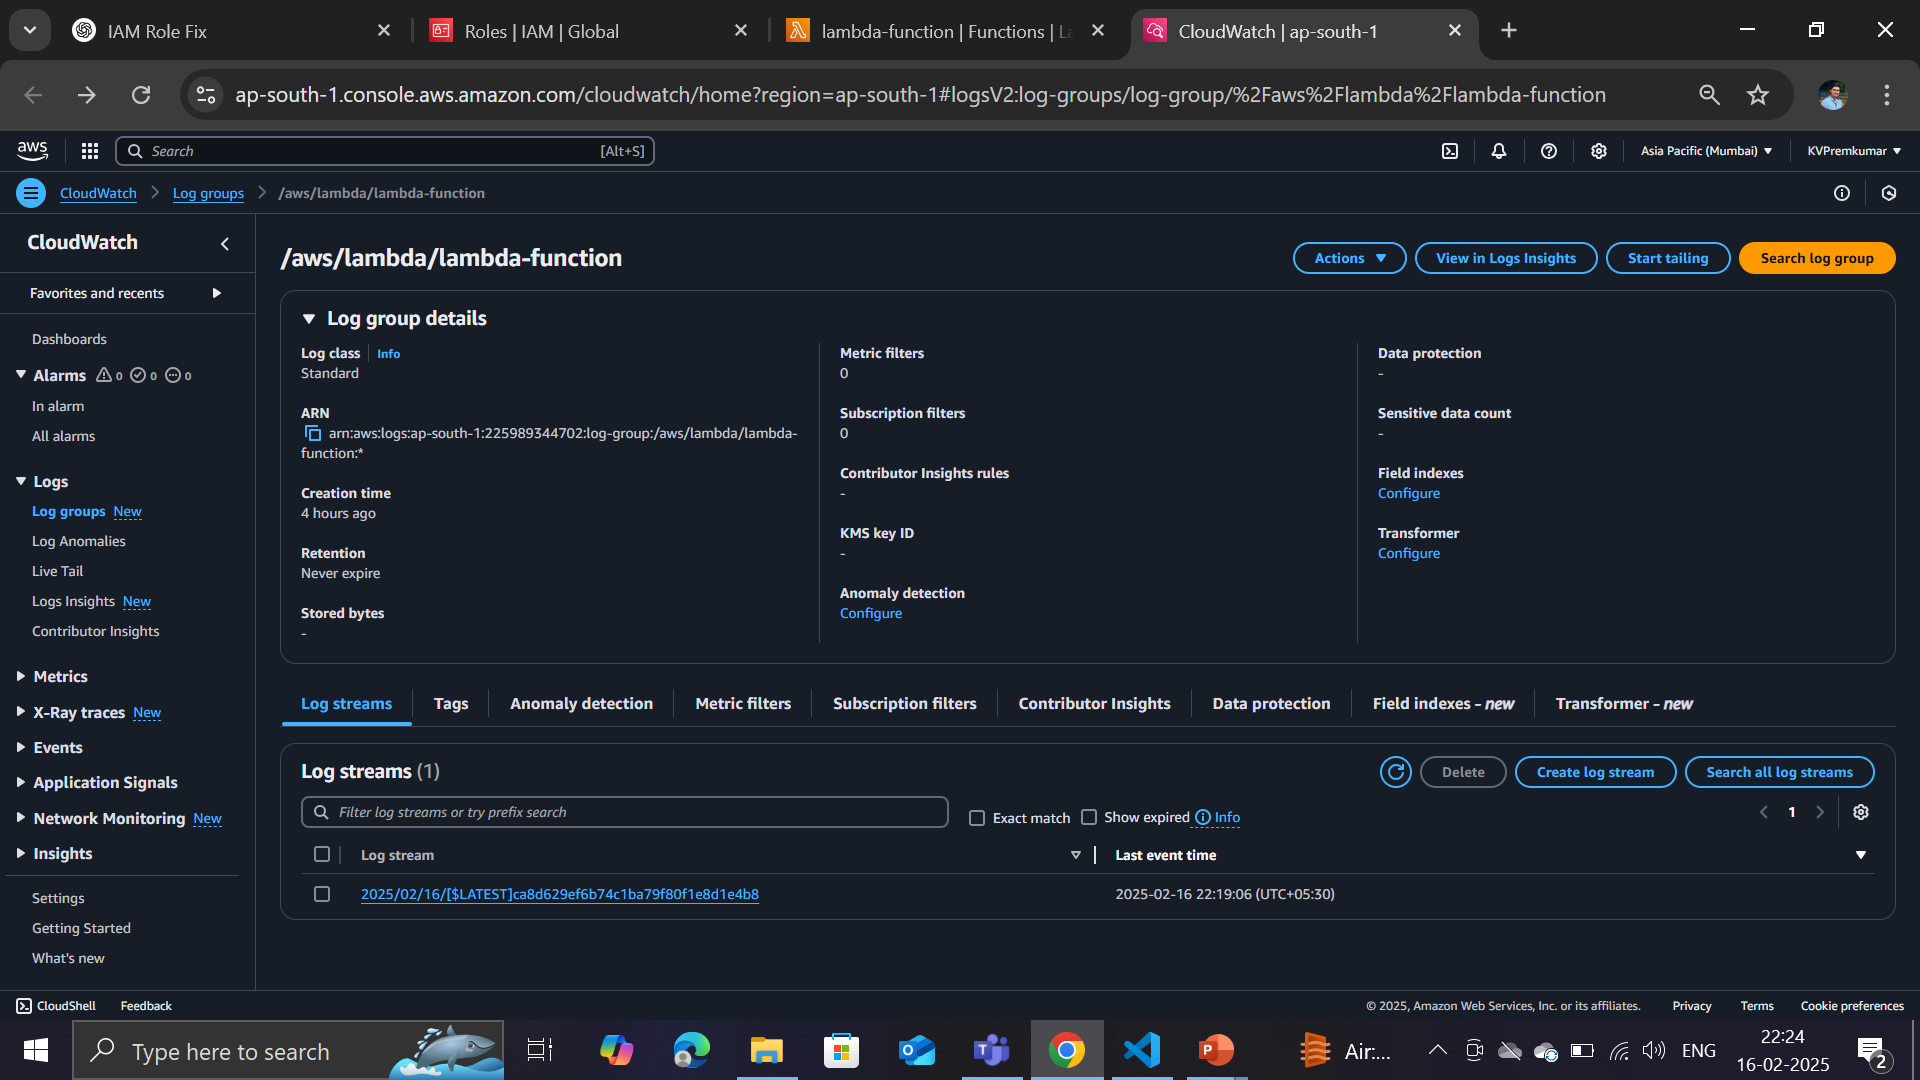 IAM Role Fix
Roles | IAM | Global
lambda-function | Functions | La
CloudWatch | ap-south-1
ap-south-1.console.aws.amazon.com/cloudwatch/home?region=ap-south-1#logsV2:log-groups/log-group/%2Faws%2Flambda%2Flambda-function
aws
Search
[Alt+S]
Asia Pacific (Mumbai)
KVPremkumar
CloudWatch
Log groups
/aws/lambda/lambda-function
CloudWatch
Favorites and recents
Dashboards
Alarms 0 0 0
In alarm
All alarms
Logs
Log groups New
Log Anomalies
Live Tail
Logs Insights New
Contributor Insights
Metrics
X-Ray traces New
Events
Application Signals
Network Monitoring New
Insights
Settings
Getting Started
What's new
/aws/lambda/lambda-function
Actions
View in Logs Insights
Start tailing
Search log group
Log group details
Log class
Info
Standard
ARN
arn:aws:logs:ap-south-1:225989344702:log-group:/aws/lambda/lambda-
function:*
Creation time
4 hours ago
Retention
Never expire
Stored bytes
-
Metric filters
0
Subscription filters
0
Contributor Insights rules
-
KMS key ID
-
Anomaly detection
Configure
Data protection
-
Sensitive data count
-
Field indexes
Configure
Transformer
Configure
Log streams
Tags
Anomaly detection
Metric filters
Subscription filters
Contributor Insights
Data protection
Field indexes - new
Transformer - new
Log streams (1)
Delete
Create log stream
Search all log streams
Filter log streams or try prefix search
Exact match
Show expired
Info
1
Log stream
Last event time
2025/02/16/[$LATEST]ca8d629ef6b74c1ba79f80f1e8d1e4b8
2025-02-16 22:19:06 (UTC+05:30)
CloudShell
Feedback
© 2025, Amazon Web Services, Inc. or its affiliates.
Privacy
Terms
Cookie preferences
Type here to search
Air:...
ENG
22:24
16-02-2025
2